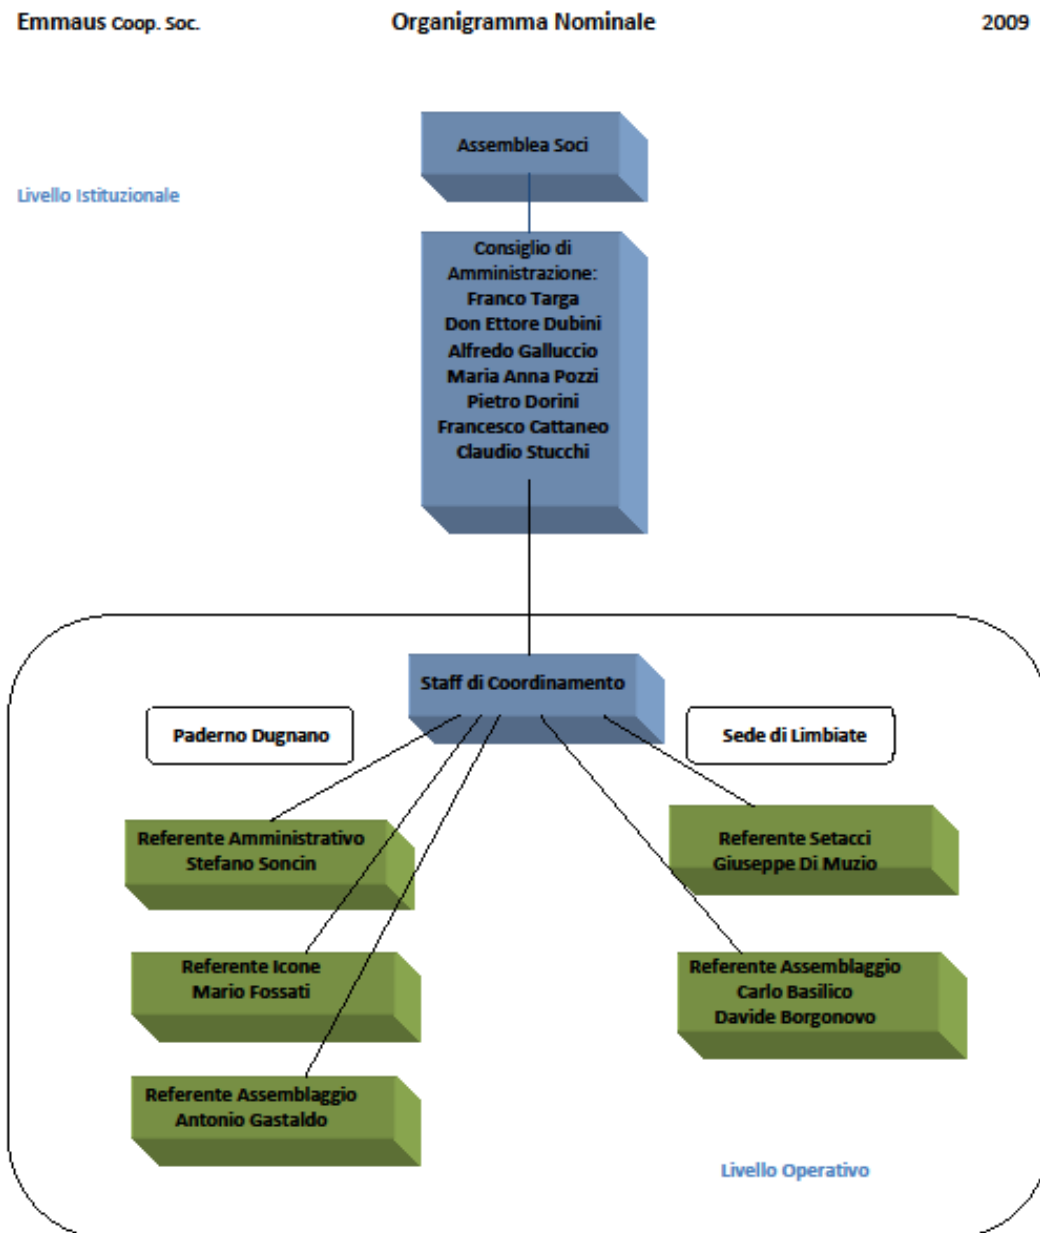 Emmaus Coop. Soc. Organigramma Nominale 2009
Assemblea Soci
Livello Istituzionale
Consiglio di
Amministrazione:
Franco Targa
Don Ettore Dubini
Alfredo Galluccio
Maria Anna Pozzi
Pietro Dorini
Francesco Cattaneo
Claudio Stucchi
Staff di Coordinamento
Paderno Dugnano
Sede di Limbiate
Referente Amministrativo
Stefano Soncin
Referente Setacci
Giuseppe Di Muzio
Referente Icone
Mario Fossati
Referente Assemblaggio
Carlo Basilico
Davide Borgonovo
Referente Assemblaggio
Antonio Gastaldo
Livello Operativo